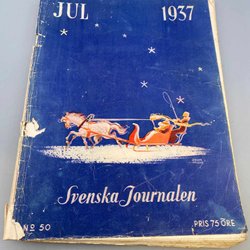 JUL 1937
Svenska Journalen
No 50 PRIS 75 ÖRE